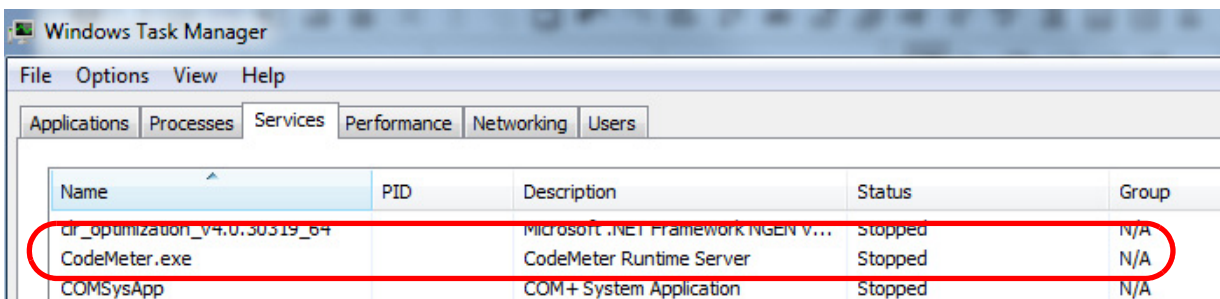 Windows Task Manager
File Options View Help
Applications Processes Services Performance Networking Users
Name PID Description Status Group
clr_optimization_v4.0.30319_64 Microsoft .NET Framework NGEN v... Stopped N/A
CodeMeter.exe CodeMeter Runtime Server Stopped N/A
COMSysApp COM+ System Application Stopped N/A